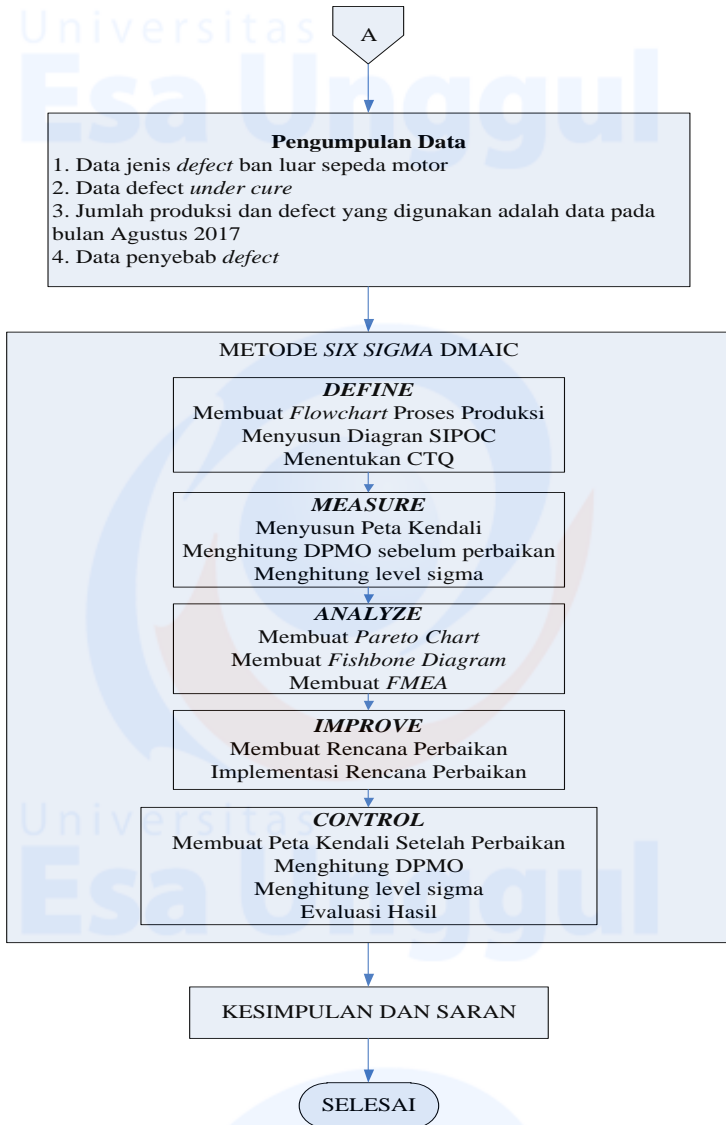 Universitas
Esa Unggul
A
Pengumpulan Data
1. Data jenis defect ban luar sepeda motor
2. Data defect under cure
3. Jumlah produksi dan defect yang digunakan adalah data pada
bulan Agustus 2017
4. Data penyebab defect
METODE SIX SIGMA DMAIC
DEFINE
Membuat Flowchart Proses Produksi
Menyusun Diagran SIPOC
Menentukan CTQ
MEASURE
Menyusun Peta Kendali
Menghitung DPMO sebelum perbaikan
Menghitung level sigma
ANALYZE
Membuat Pareto Chart
Membuat Fishbone Diagram
Membuat FMEA
IMPROVE
Membuat Rencana Perbaikan
Implementasi Rencana Perbaikan
Universitas
Esa Unggul
CONTROL
Membuat Peta Kendali Setelah Perbaikan
Menghitung DPMO
Menghitung level sigma
Evaluasi Hasil
KESIMPULAN DAN SARAN
SELESAI